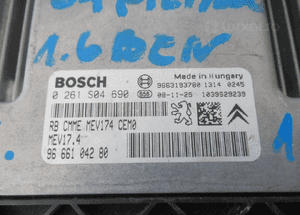 1.6 BEN
BOSCH
Made in Hungary
0 261 S04 690
9663193780 1314 0245
08-11-25 1039S29239
RB CMME MEV174 CEM0
MEV17.4
96 661 042 80